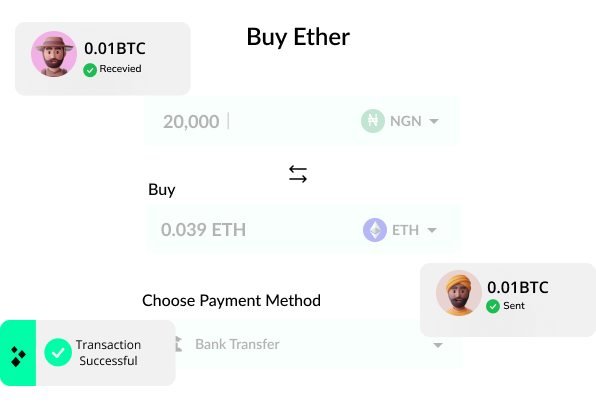 Buy Ether
0.01BTC
Recevied
20,000
NGN
Buy
0.039 ETH
ETH
0.01BTC
Sent
Choose Payment Method
Bank Transfer
Transaction
Successful